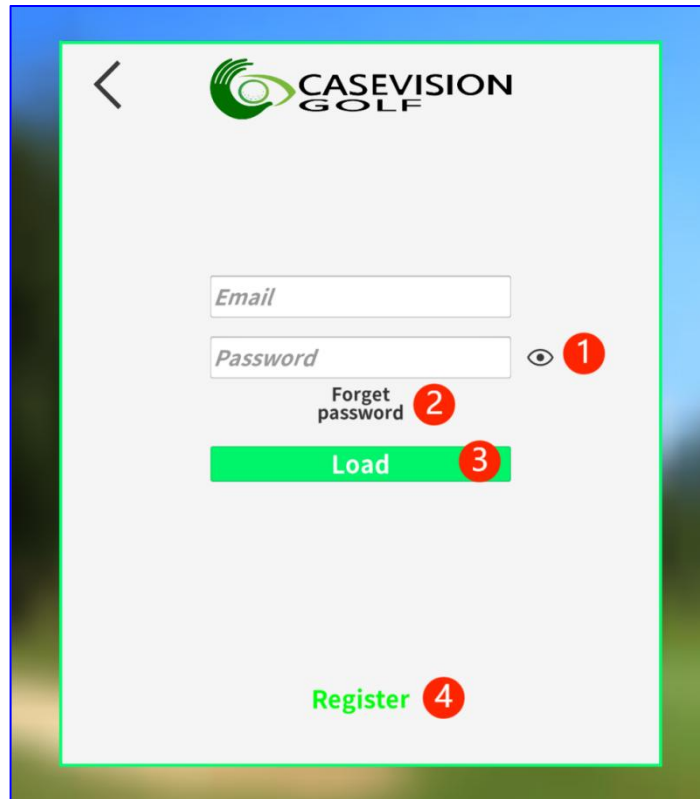 CASEVISION
GOLF
Email
Password
1
Forget
password
2
Load
3
Register
4